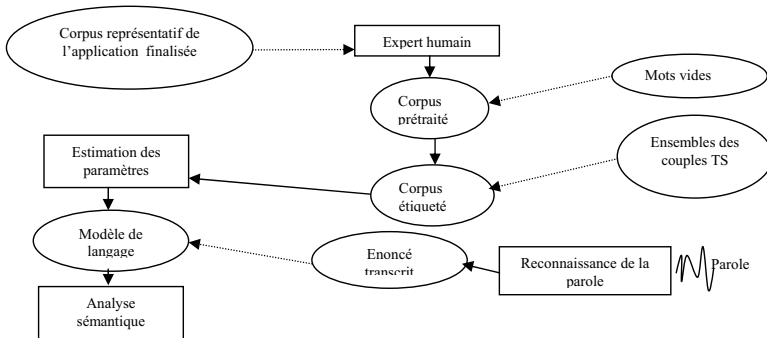 Corpus représentatif de
l'application finalisée
Expert humain
Corpus
prétraité
Mots vides
Ensembles des
couples TS
Estimation des
paramètres
Corpus
étiqueté
Modèle de
langage
Enoncé
transcrit
Reconnaissance de la
parole
Parole
Analyse
sémantique